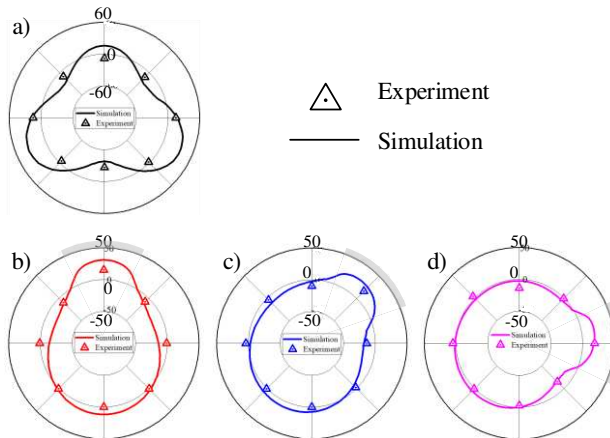 a)
60
0
-60
Simulation
Experiment
Experiment
Simulation
b)
50
0
-50
Simulation
Experiment
c)
50
0
-50
Simulation
Experiment
d)
50
0
-50
Simulation
Experiment